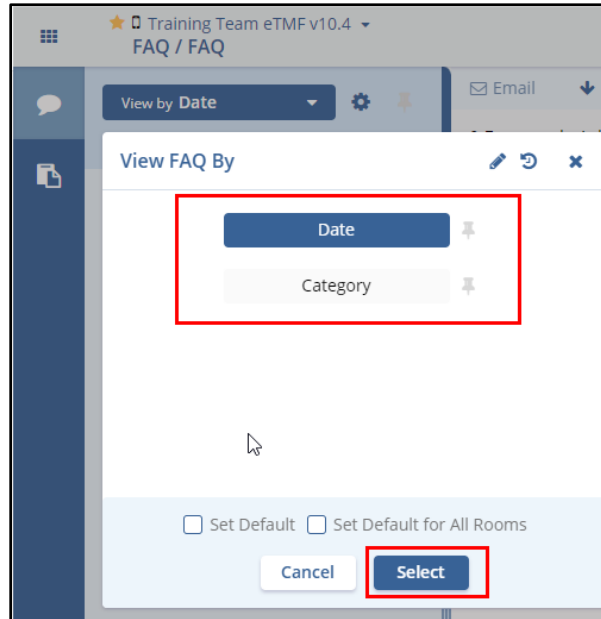 Training Team eTMF v10.4
FAQ / FAQ
View by Date
Email
View FAQ By
Date
Category
Set Default
Set Default for All Rooms
Cancel
Select